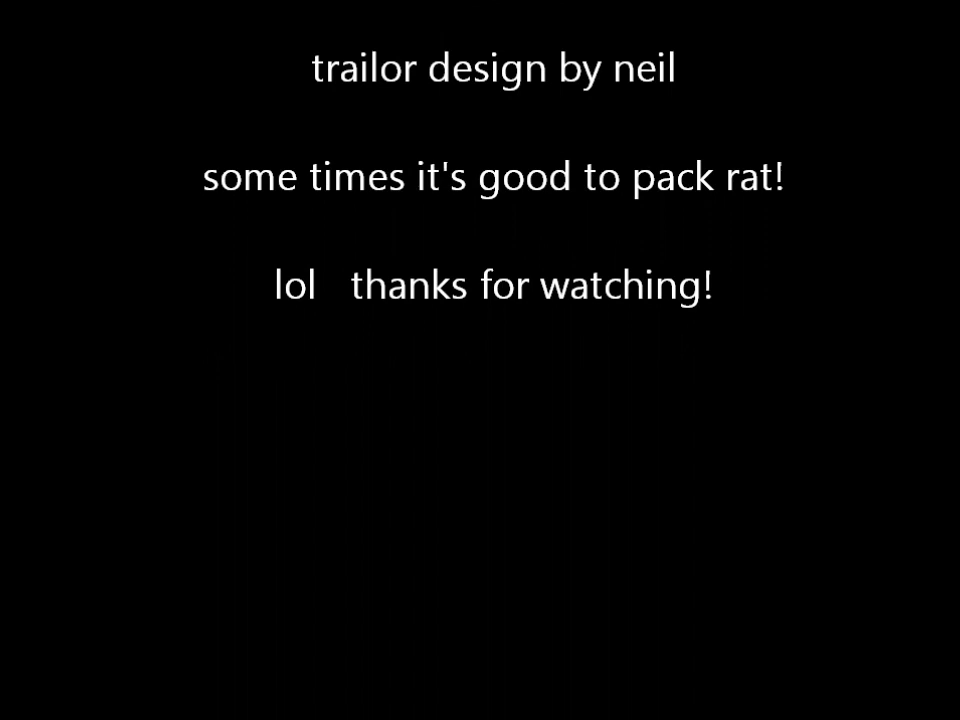 trailor design by neil
some times it's good to pack rat!
lol   thanks for watching!